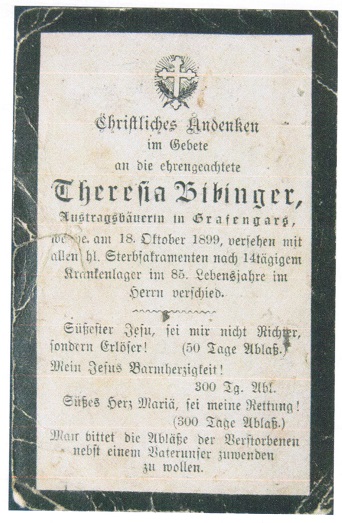 Christliches Andenken
im Gebete
an die ehrengeachtete
Theresia Bibinger,
Austragsbäuerin in Grafengars,
welche am 18. Oktober 1899, versehen mit
allen hl. Sterbsakramenten nach 14tägigem
Krankenlager im 85. Lebensjahre im
Herrn verschied.
Süßester Jesu, sei mir nicht Richter,
sondern Erlöser! (50 Tage Ablaß.)
Mein Jesus Barmherzigkeit!
300 Tg. Abl.
Süßes Herz Mariä, sei meine Rettung!
(300 Tage Ablaß.)
Man bittet die Abläße der Verstorbenen
nebst einem Vaterunser zuwenden
zu wollen.